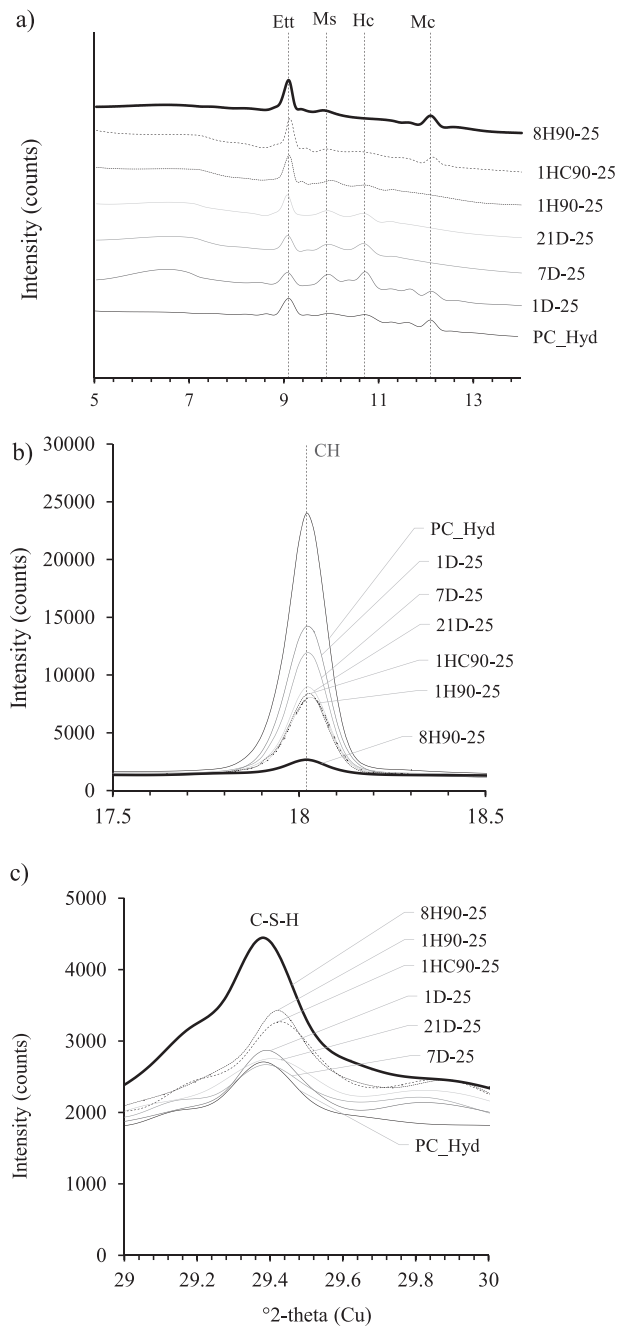 a)
Ett Ms Hc Mc
8H90-25
1HC90-25
1H90-25
21D-25
7D-25
1D-25
PC_Hyd
Intensity (counts)
5 7 9 11 13
b)
30000
25000
20000
15000
10000
5000
0
Intensity (counts)
CH
PC_Hyd
1D-25
7D-25
21D-25
1HC90-25
1H90-25
8H90-25
17.5 18 18.5
c)
5000
4000
3000
2000
1000
0
Intensity (counts)
C-S-H
8H90-25
1H90-25
1HC90-25
1D-25
21D-25
7D-25
PC_Hyd
29 29.2 29.4 29.6 29.8 30
°2-theta (Cu)